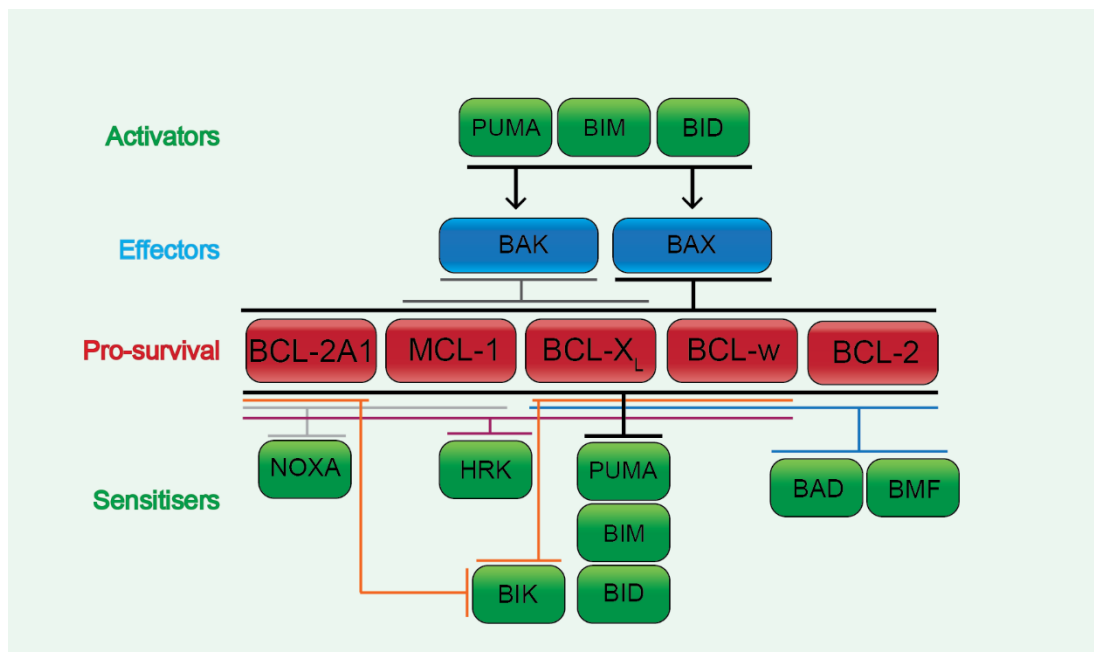 Activators
PUMA BIM BID
Effectors
BAK BAX
Pro-survival
BCL-2A1 MCL-1 BCL-XL BCL-w BCL-2
Sensitisers
NOXA HRK PUMA BAD BMF
BIM
BIK BID